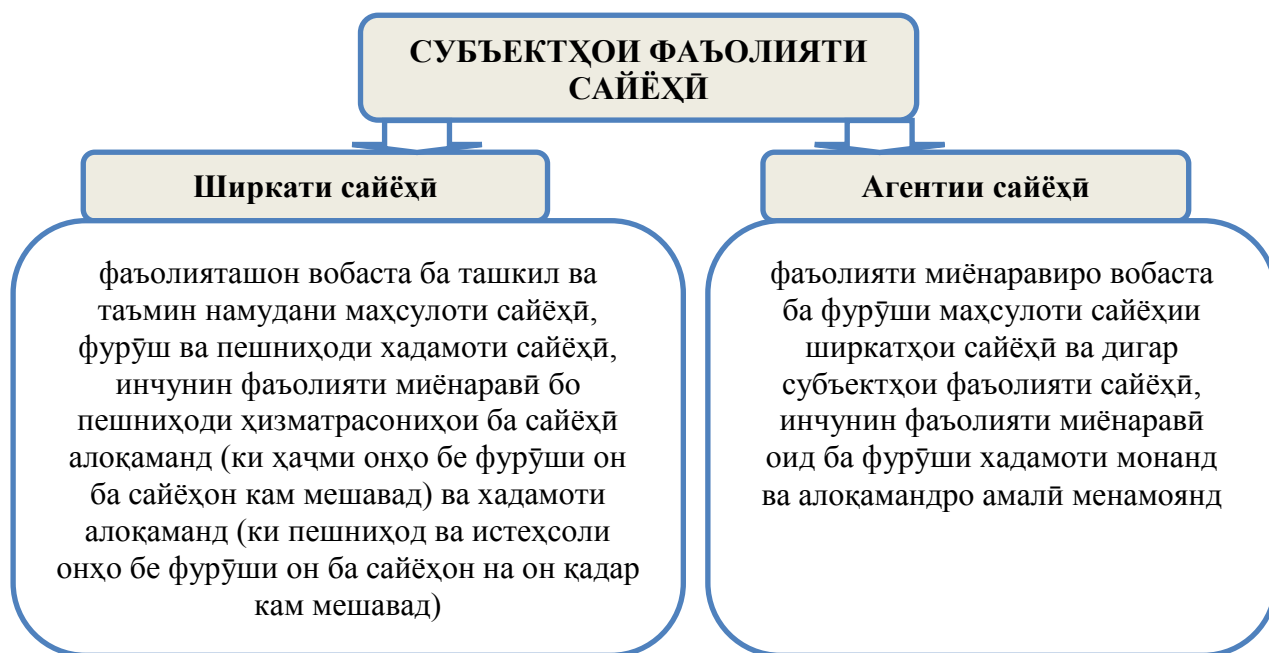 СУБЪЕКТҲОИ ФАЪОЛИЯТИ
САЙЁҲӢ
Ширкати сайёҳӣ
фаъолияташон вобаста ба ташкил ва
таъмин намудани маҳсулоти сайёҳӣ,
фурӯш ва пешниҳоди хадамоти сайёҳӣ,
инчунин фаъолияти миёнаравӣ бо
пешниҳоди ҳизматрасониҳои ба сайёҳӣ
алоқаманд (ки ҳаҷми онҳо бе фурӯши он
ба сайёҳон кам мешавад) ва хадамоти
алоқаманд (ки пешниҳод ва истеҳсоли
онҳо бе фурӯши он ба сайёҳон на он қадар
кам мешавад)
Агентии сайёҳӣ
фаъолияти миёнаравиро вобаста
ба фурӯши маҳсулоти сайёҳии
ширкатҳои сайёҳӣ ва дигар
субъектҳои фаъолияти сайёҳӣ,
инчунин фаъолияти миёнаравӣ
оид ба фурӯши хадамоти монанд
ва алоқамандро амалӣ менамоянд